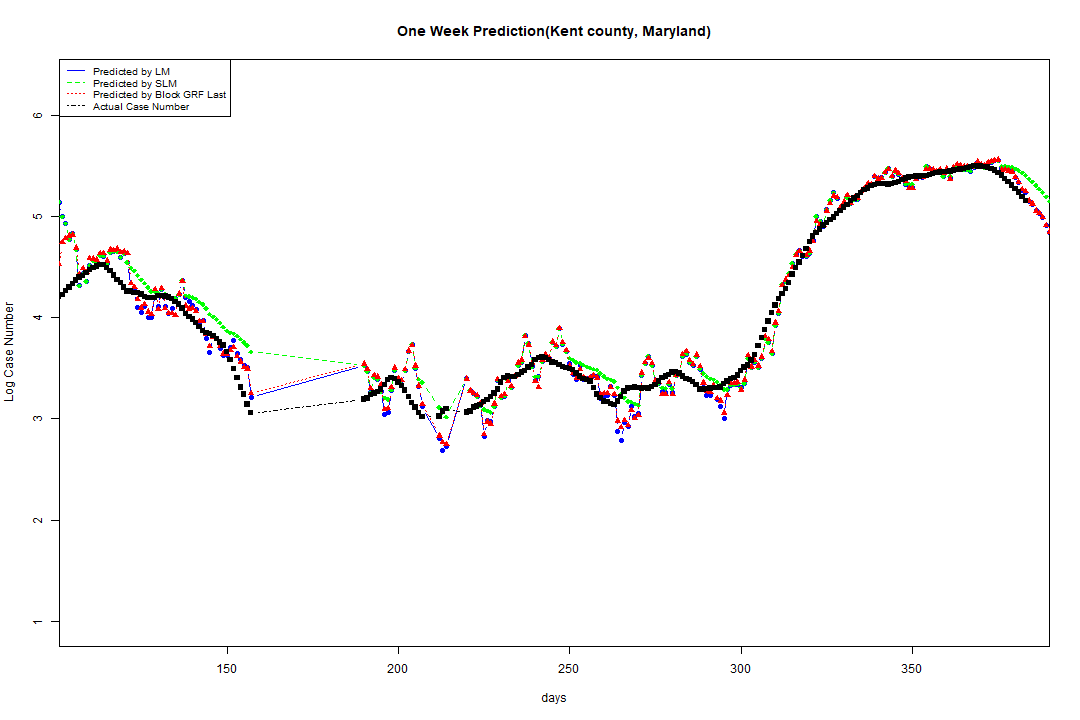 One Week Prediction(Kent county, Maryland)
Predicted by LM
Predicted by SLM
Predicted by Block GRF Last
Actual Case Number
6
5
4
3
2
1
Log Case Number
150 200 250 300 350
days